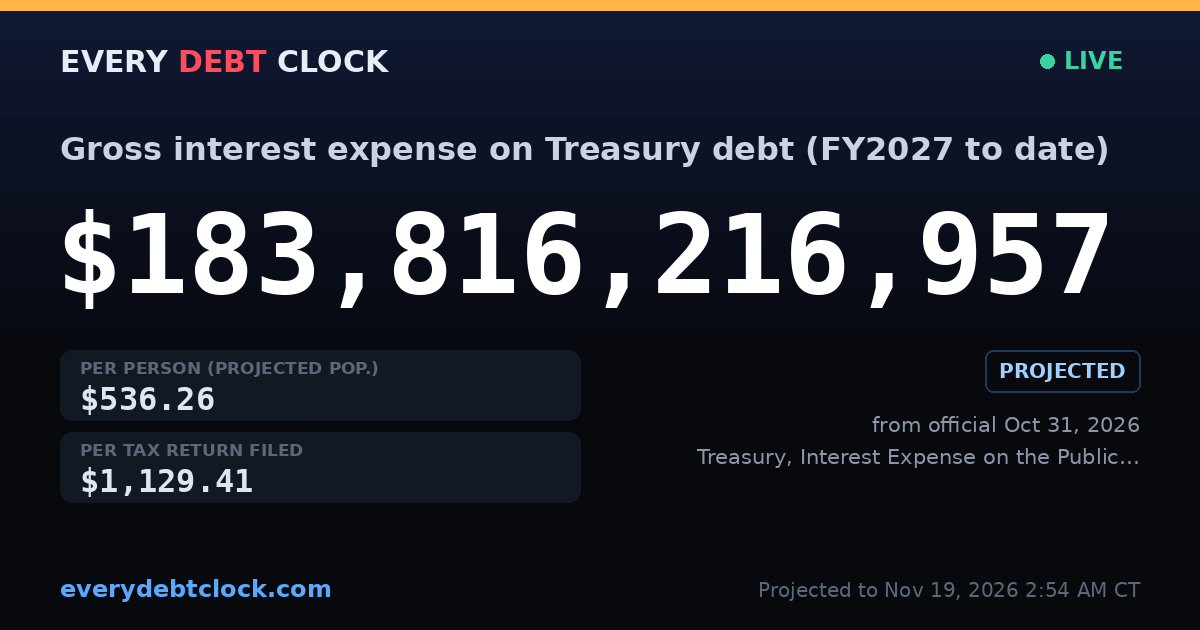 EVERY DEBT CLOCK
LIVE
Gross interest expense on Treasury debt (FY2027 to date)
$183,816,216,957
PER PERSON (PROJECTED POP.)
$536.26
PER TAX RETURN FILED
$1,129.41
PROJECTED
from official Oct 31, 2026
Treasury, Interest Expense on the Public…
everydebtclock.com
Projected to Nov 19, 2026 2:54 AM CT